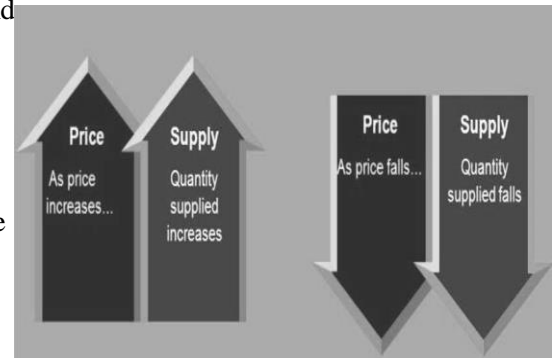 Price
As price
increases...
Supply
Quantity
supplied
increases
Price
As price falls...
Supply
Quantity
supplied falls